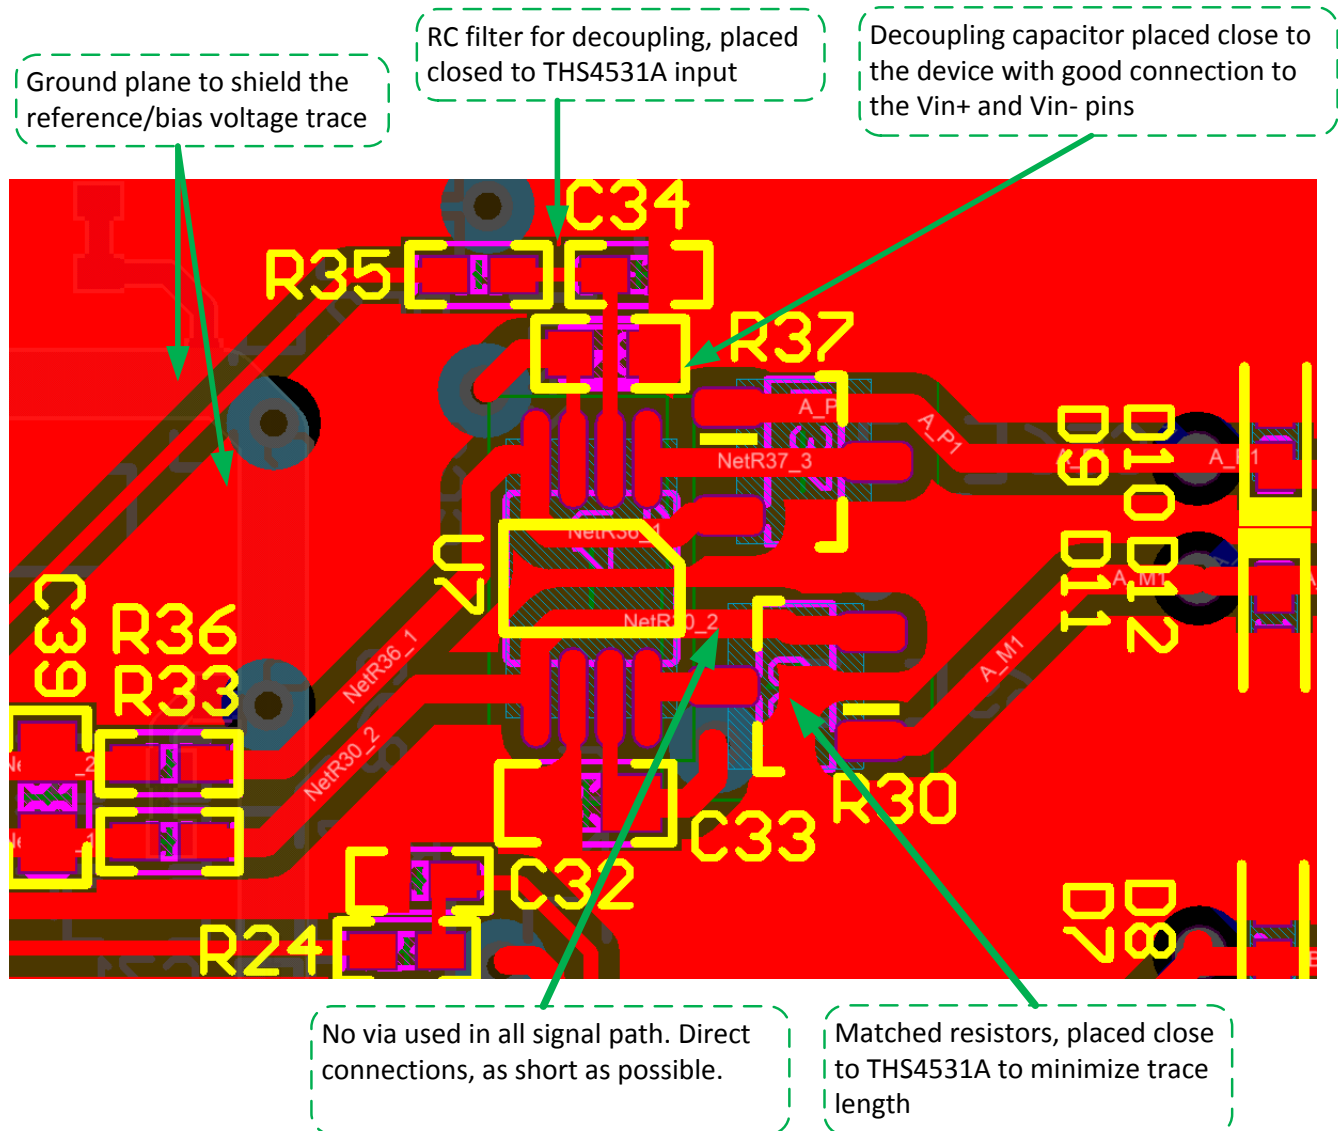 RC filter for decoupling, placed
closed to THS4531A input
Decoupling capacitor placed close to
the device with good connection to
the Vin+ and Vin- pins
Ground plane to shield the
reference/bias voltage trace
C34
R35
R37
A_P1
NetR37_3
A_P1
D9
D10
U7
NetR36_1
D11
D12
A_M1
NetR30_2
C39
R36
R33
NetR36_1
NetR30_2
A_M1
R30
C33
C32
R24
D7
D8
No via used in all signal path. Direct
connections, as short as possible.
Matched resistors, placed close
to THS4531A to minimize trace
length